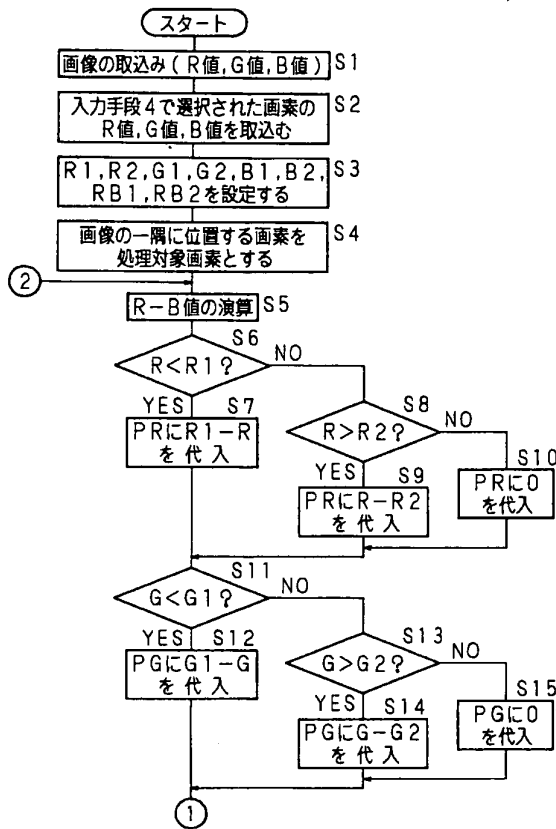 スタート
画像の取込み(R値,G値,B値) S1
入力手段4で選択された画素の S2
R値,G値,B値を取込む
R1,R2,G1,G2,B1,B2, S3
RB1,RB2を設定する
画像の一隅に位置する画素を S4
処理対象画素とする
②
R-B値の演算 S5
S6
R<R1? NO
YES S7
PRにR1-R
を代入
S8
R>R2? NO
YES S9
PRにR-R2
を代入
S10
PRに0
を代入
S11
G<G1? NO
YES S12
PGにG1-G
を代入
S13
G>G2? NO
YES S14
PGにG-G2
を代入
S15
PGに0
を代入
①